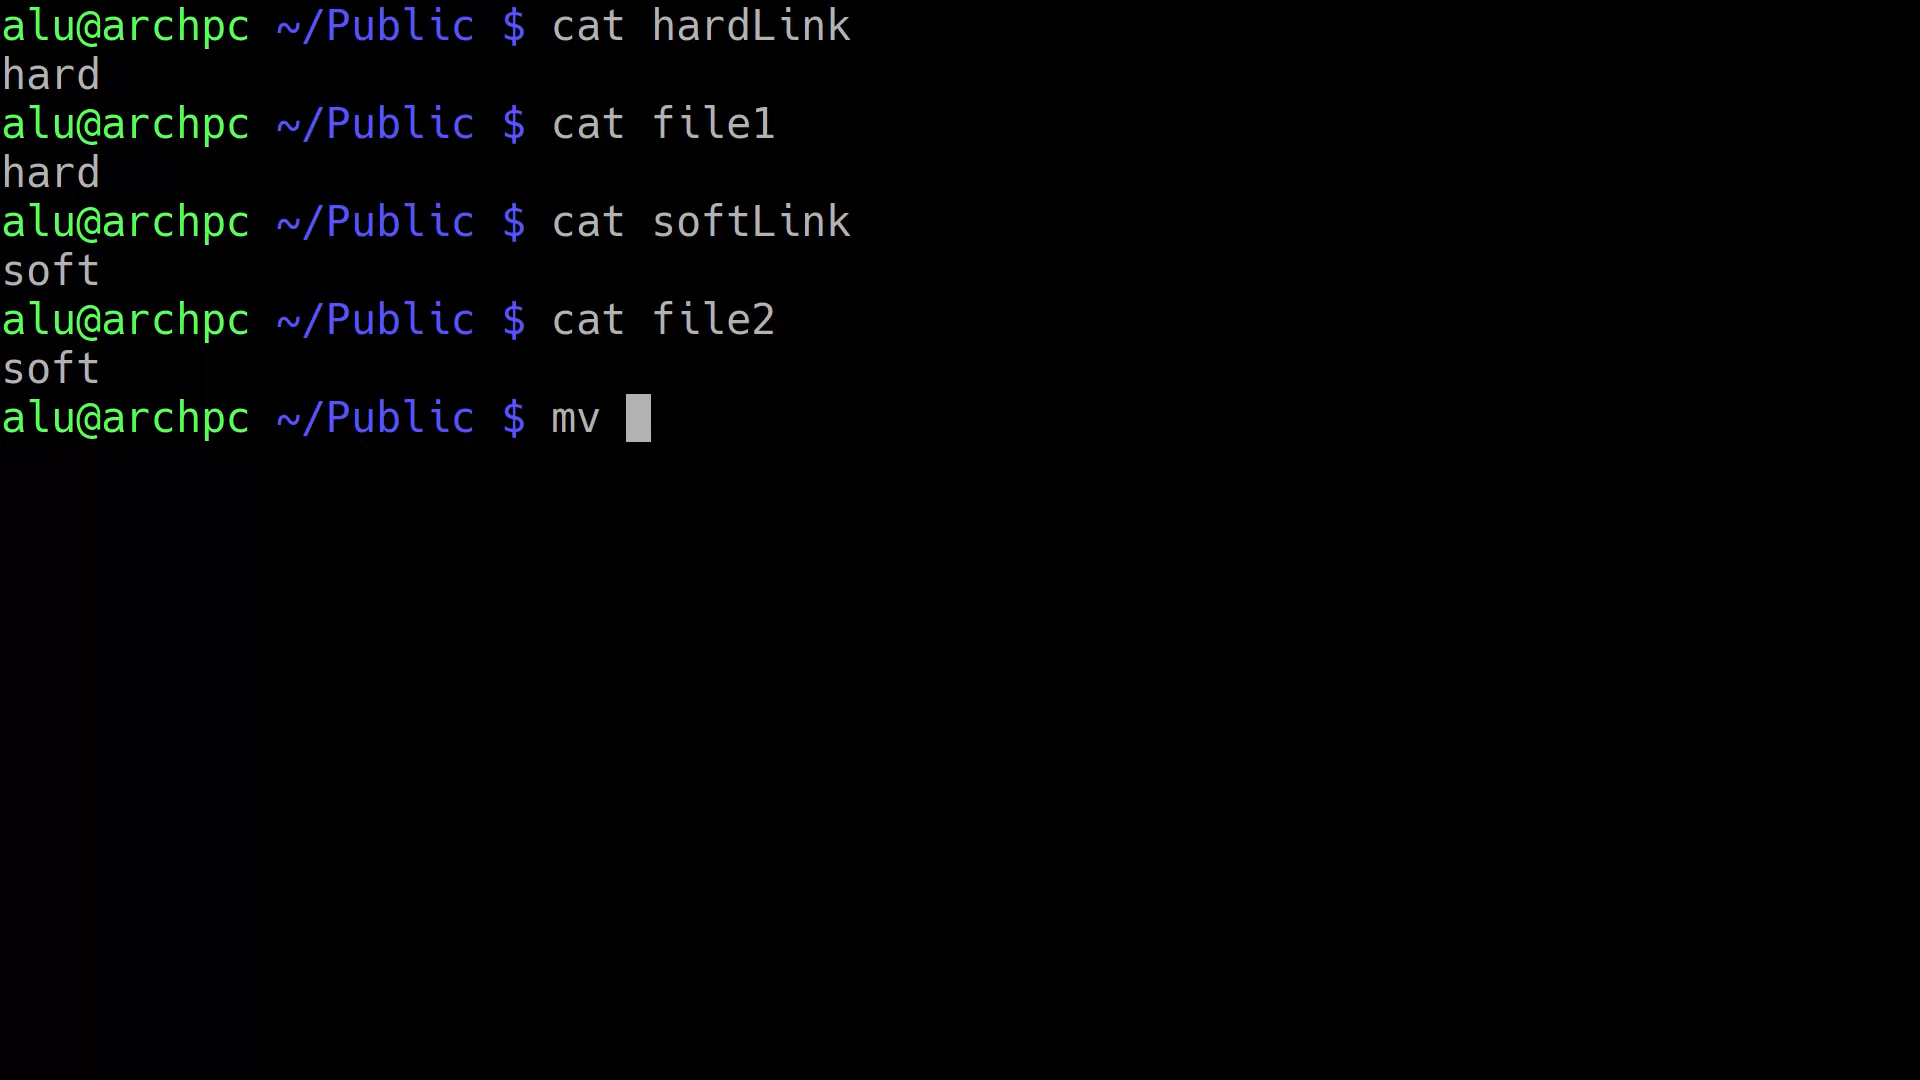 alu@archpc ~/Public $ cat hardLink
hard
alu@archpc ~/Public $ cat file1
hard
alu@archpc ~/Public $ cat softLink
soft
alu@archpc ~/Public $ cat file2
soft
alu@archpc ~/Public $ mv